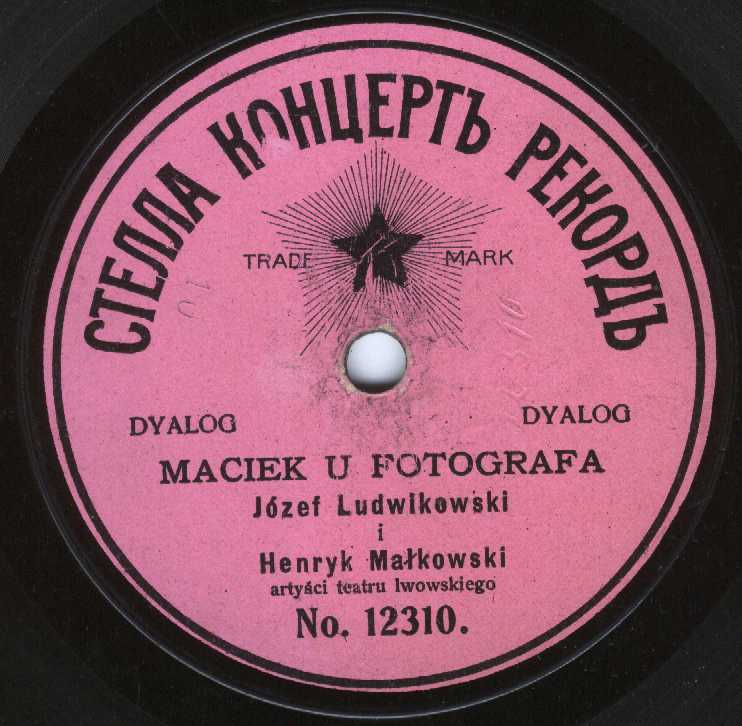 СТЕЛЛА КОНЦЕРТЪ РЕКОРДЪ
TRADE MARK
DYALOG DYALOG
MACIEK U FOTOGRAFA
Józef Ludwikowski
i
Henryk Małkowski
artyści teatru lwowskiego
No. 12310.